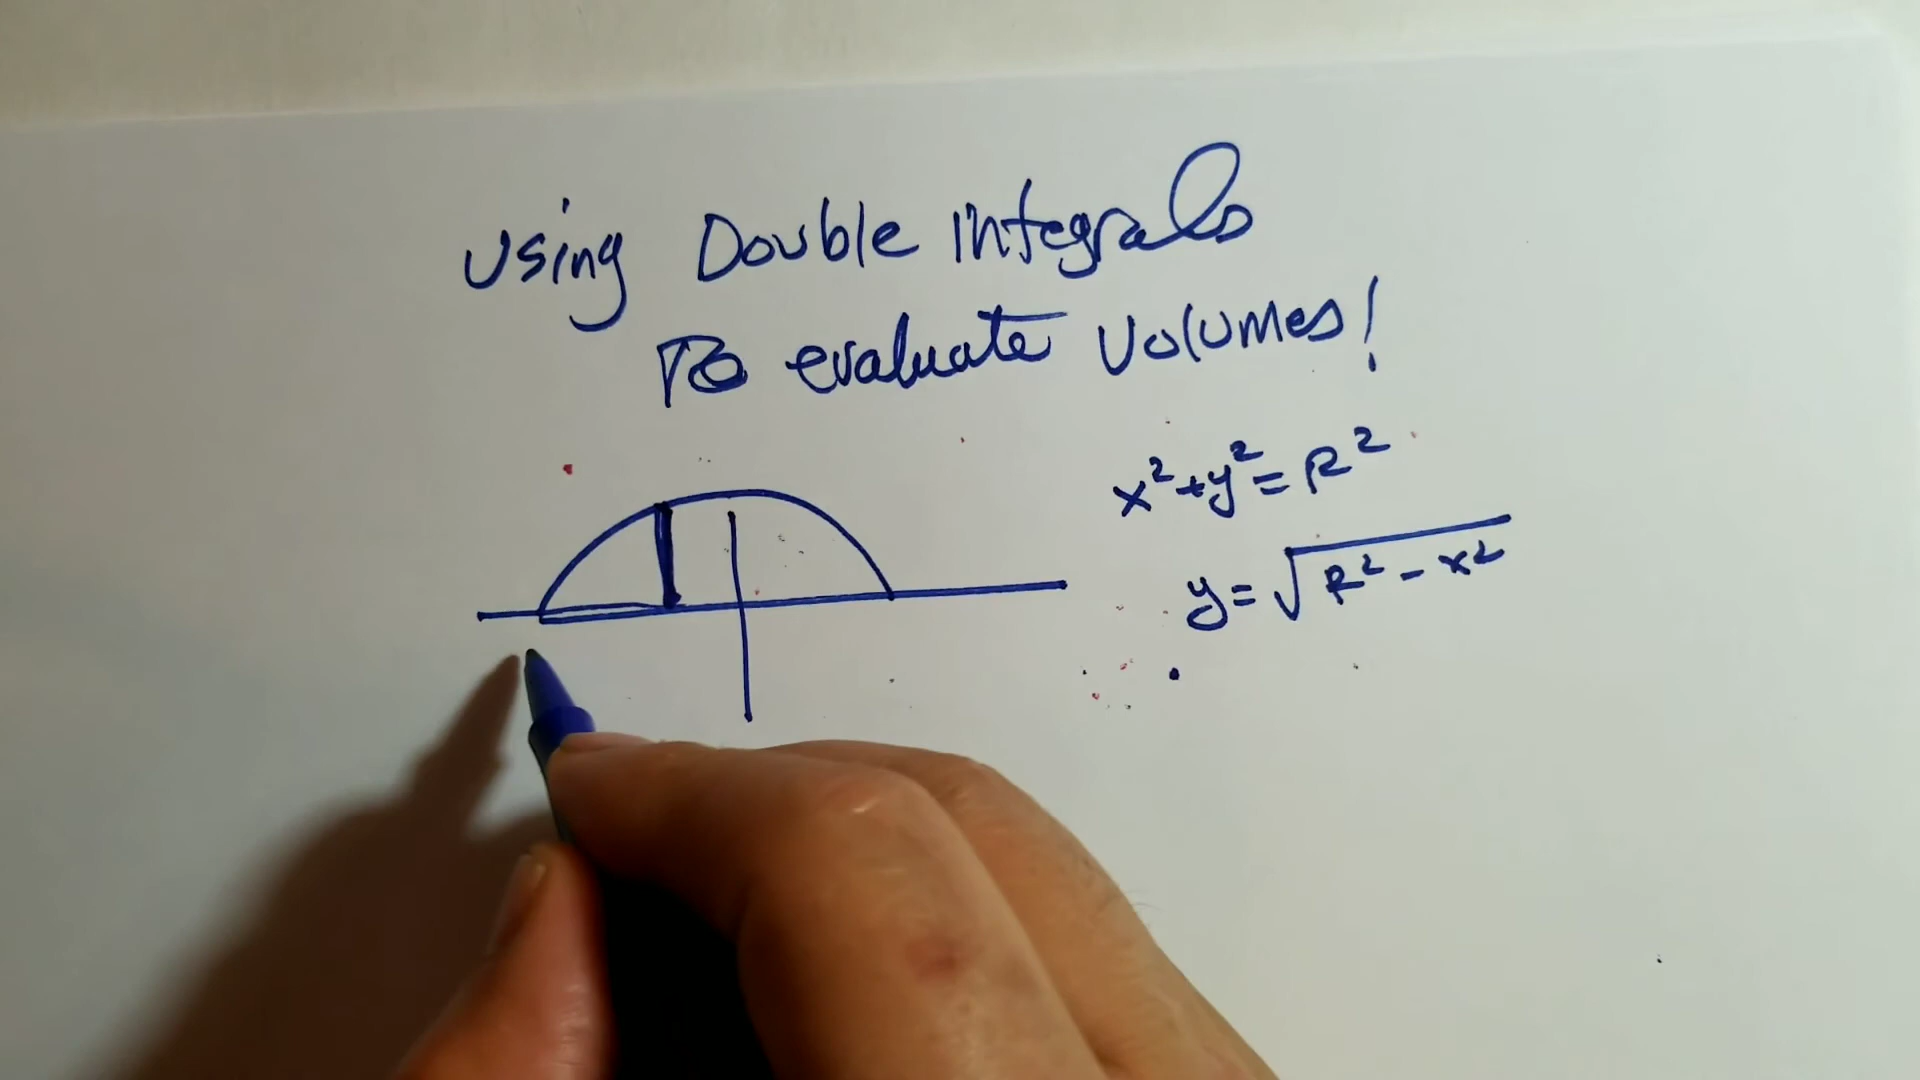 Using Double integrals
To evaluate volumes!
x²+y²=R²
y=√R²-x²